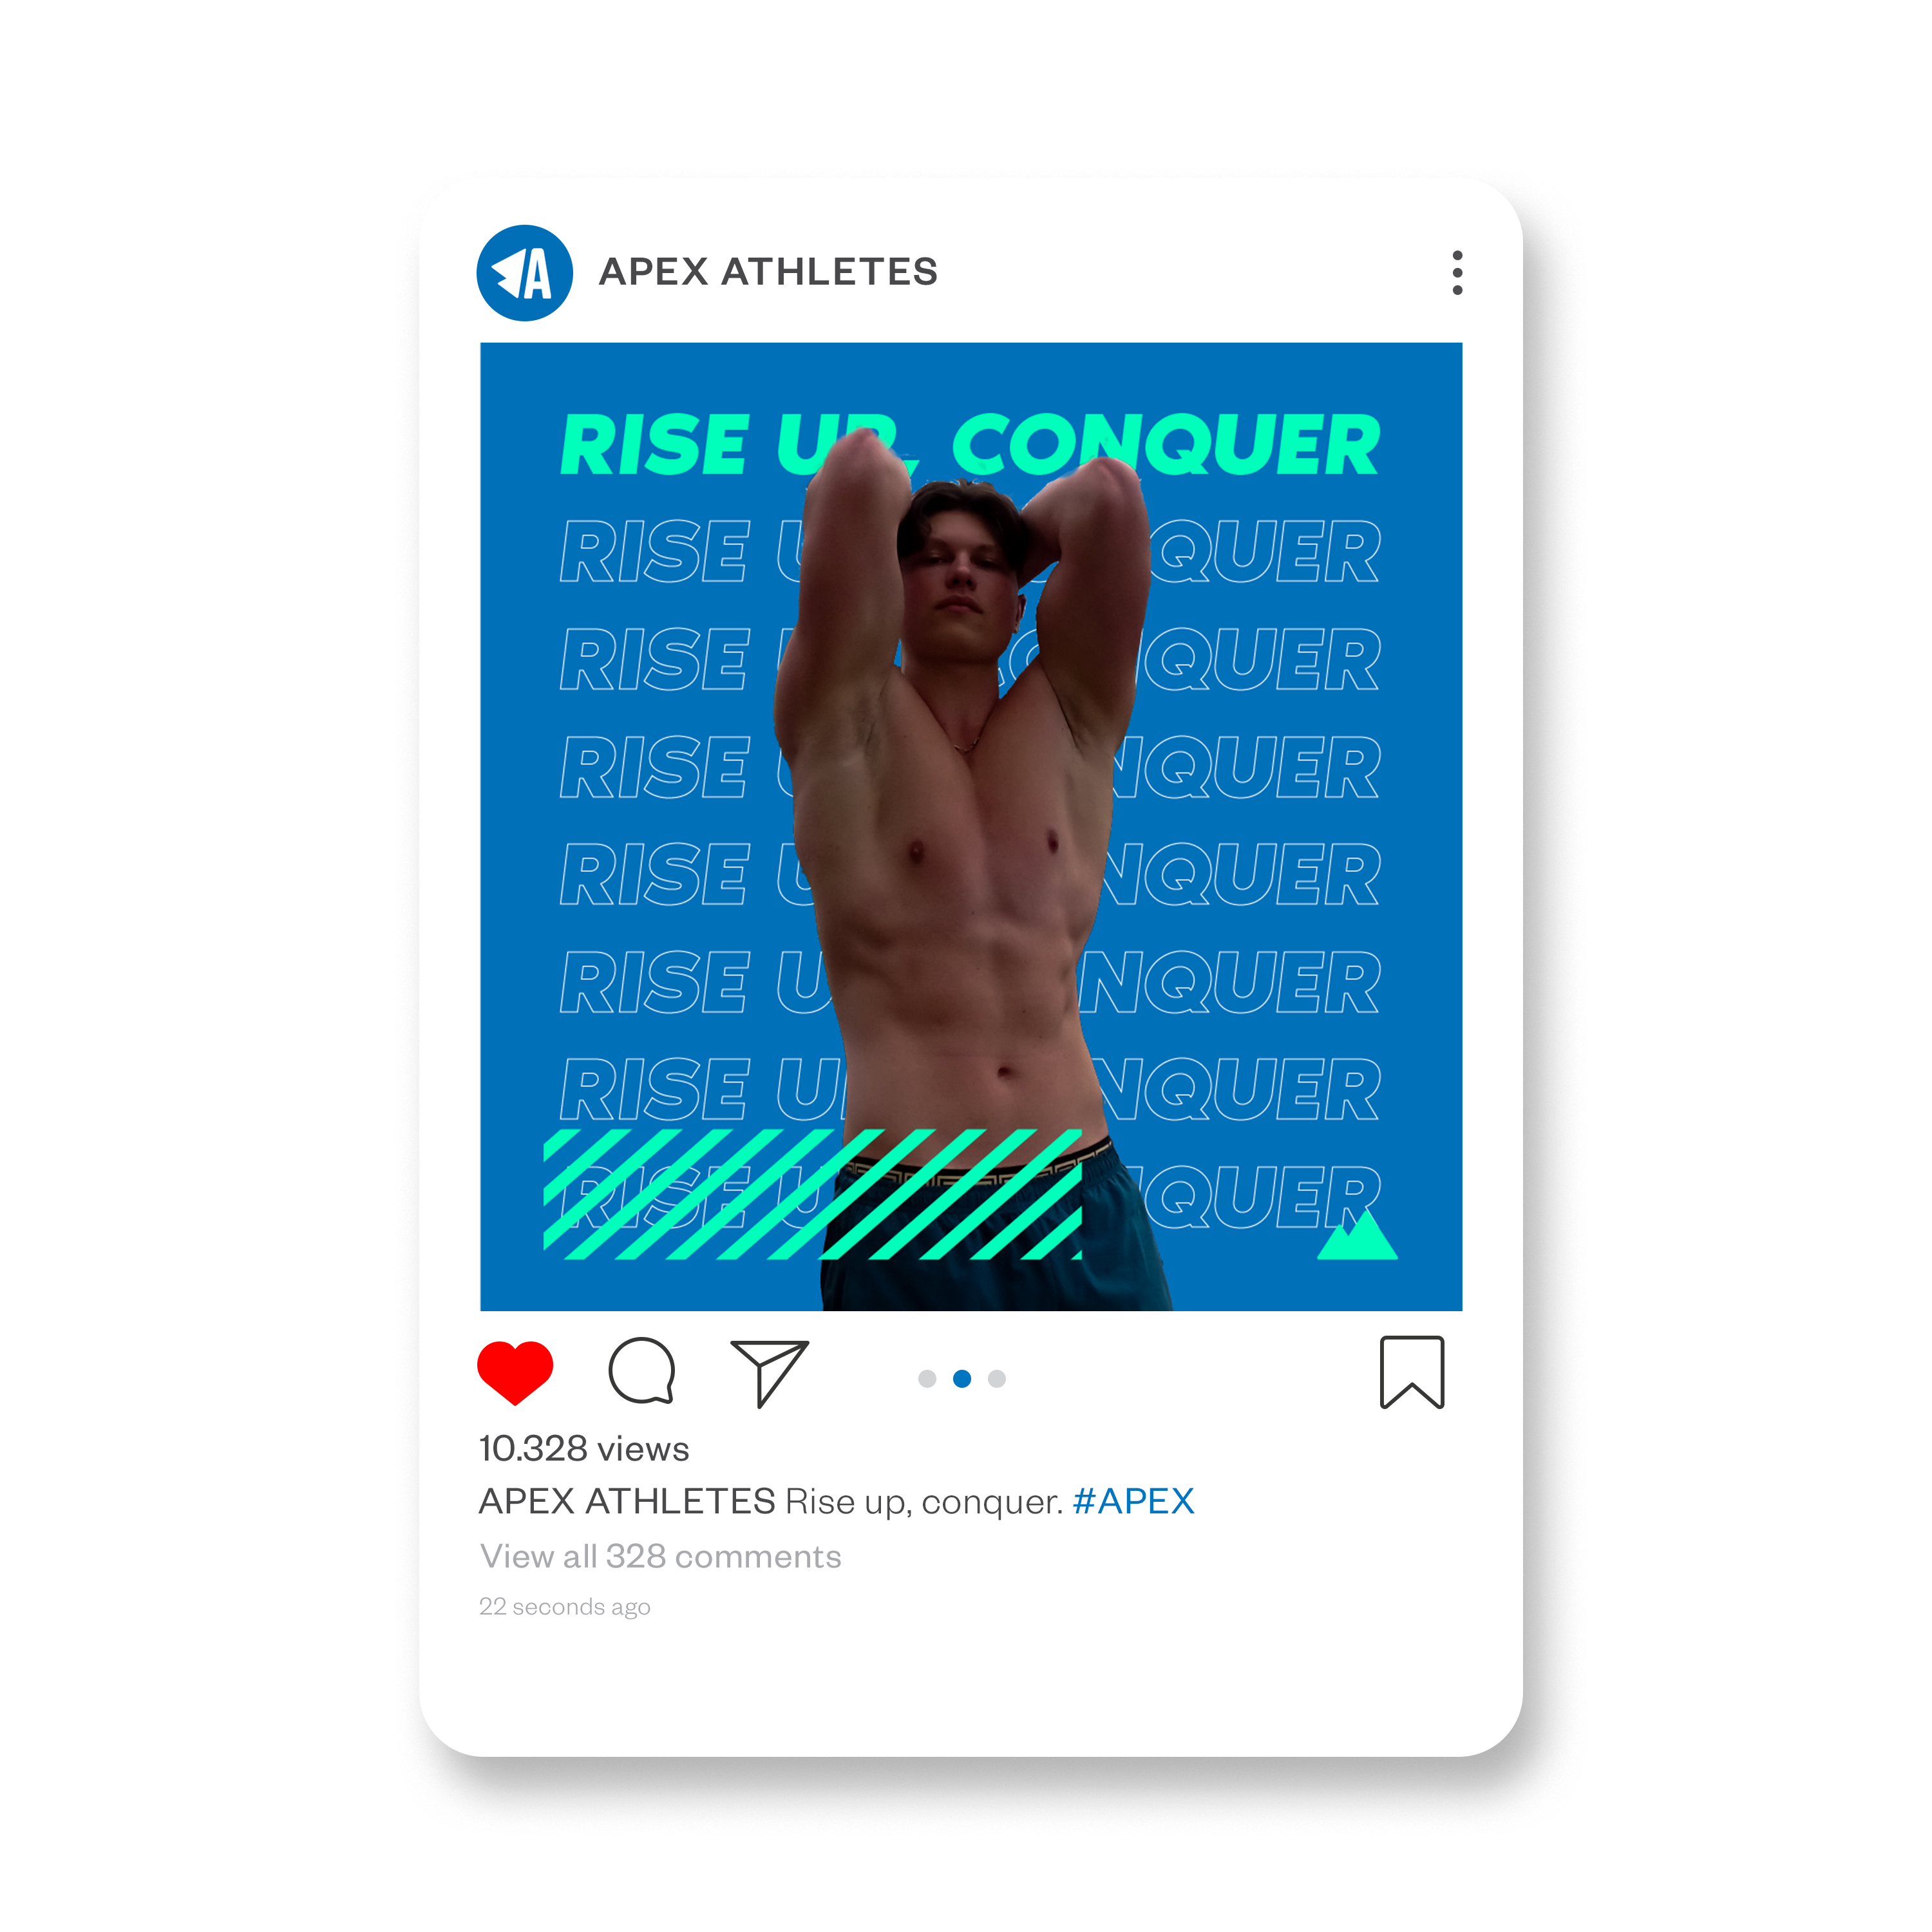 A
APEX ATHLETES
RISE UP, CONQUER
RISE U QUER
RISE CONQUER
RISE NQUER
RISE U NQUER
RISE U NQUER
RISE U NQUER
RISE U QUER
10.328 views
APEX ATHLETES Rise up, conquer. #APEX
View all 328 comments
22 seconds ago